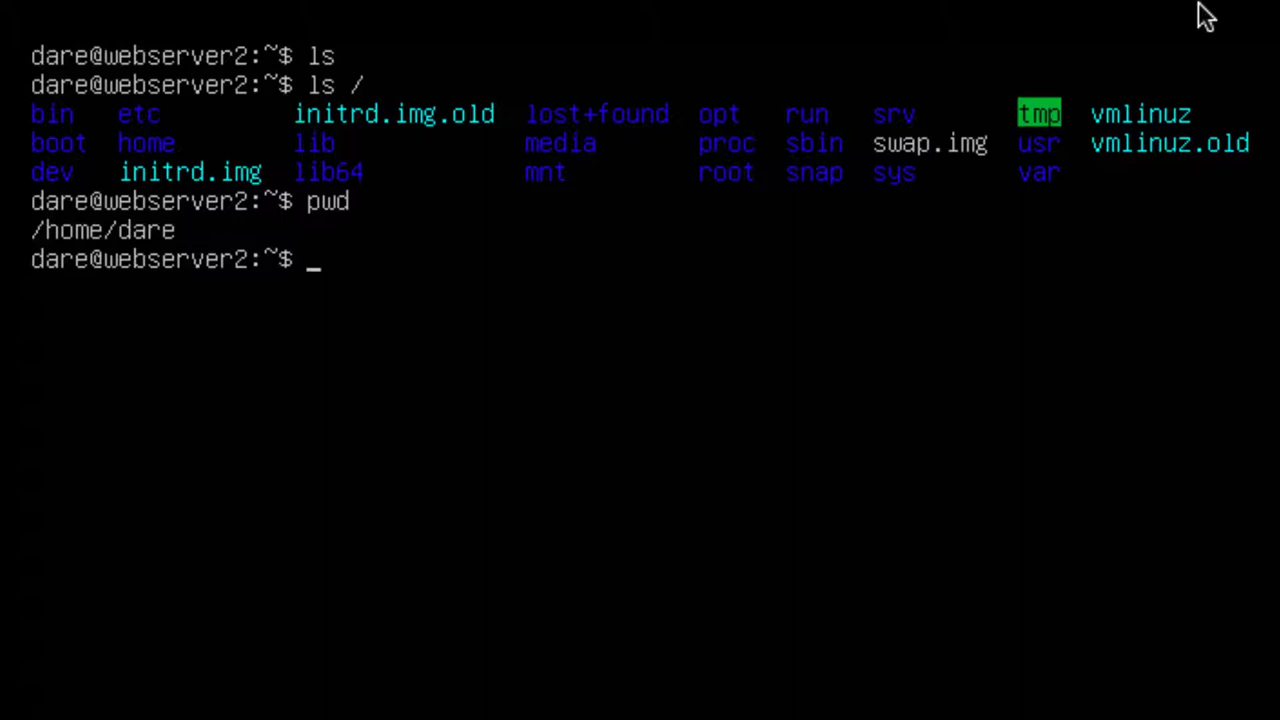 dare@webserver2:~$ ls
dare@webserver2:~$ ls /
bin   etc         initrd.img.old  lost+found  opt   run   srv       tmp  vmlinuz
boot  home        lib             media       proc  sbin  swap.img  usr  vmlinuz.old
dev   initrd.img  lib64           mnt         root  snap  sys       var
dare@webserver2:~$ pwd
/home/dare
dare@webserver2:~$ _